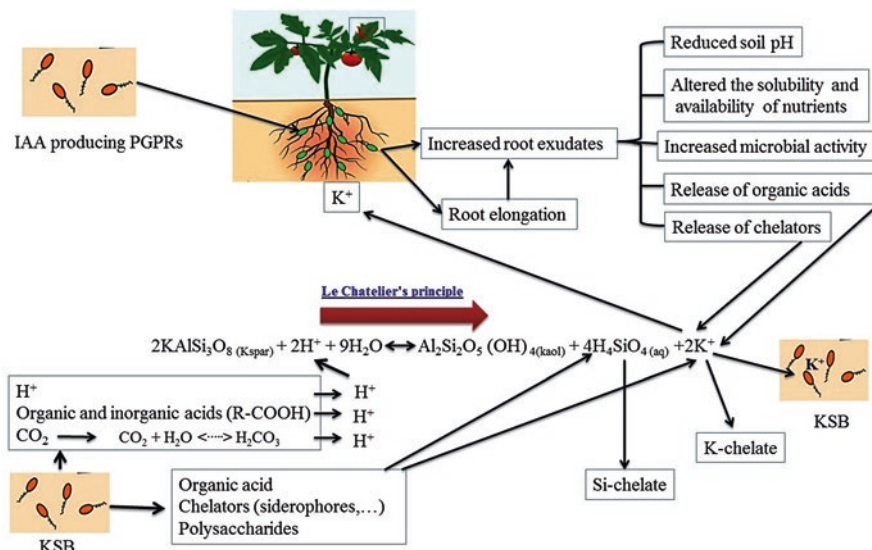 IAA producing PGPRs
K⁺
Increased root exudates
Root elongation
Reduced soil pH
Altered the solubility and
availability of nutrients
Increased microbial activity
Release of organic acids
Release of chelators
Le Chatelier's principle
2KAlSi₃O₈ (Kspar) + 2H⁺ + 9H₂O ↔ Al₂Si₂O₅ (OH) ₄(kaol) + 4H₄SiO₄ (aq) +2K⁺
H⁺
H⁺
Organic and inorganic acids (R-COOH)
H⁺
CO₂
CO₂ + H₂O <·····> H₂CO₃
H⁺
KSB
Organic acid
Chelators (siderophores,…)
Polysaccharides
Si-chelate
K-chelate
K⁺
KSB